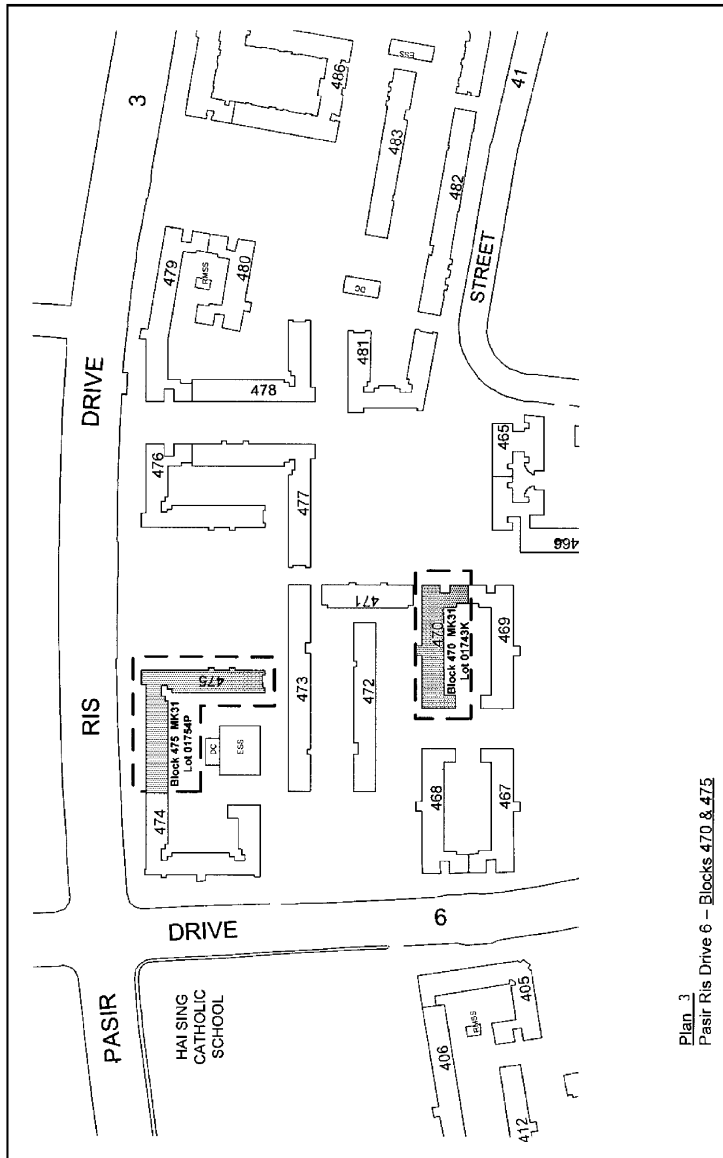 PASIR
RIS
DRIVE
3
HAI SING
CATHOLIC
SCHOOL
DRIVE
6
STREET
41
474
475
Block 475 MK31
Lot 01754P
DC
ESS
476
477
478
479
RMSS
480
486
ESS
483
482
20
481
473
472
471
470
Block 470 MK31
Lot 01743K
469
468
467
465
466
406
RMSS
405
412
Plan 3
Pasir Ris Drive 6 – Blocks 470 & 475